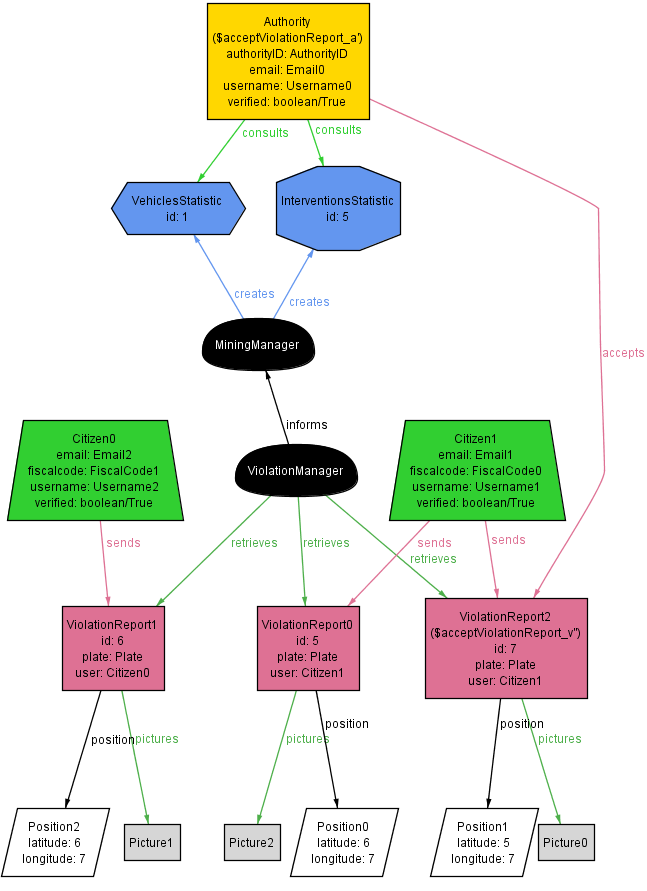 Authority
($acceptViolationReport_a')
authorityID: AuthorityID
email: Email0
username: Username0
verified: boolean/True
consults
consults
VehiclesStatistic
id: 1
InterventionsStatistic
id: 5
creates
creates
accepts
MiningManager
informs
Citizen0
email: Email2
fiscalcode: FiscalCode1
username: Username2
verified: boolean/True
ViolationManager
Citizen1
email: Email1
fiscalcode: FiscalCode0
username: Username1
verified: boolean/True
sends
retrieves
retrieves
sends
retrieves
sends
ViolationReport1
id: 6
plate: Plate
user: Citizen0
ViolationReport0
id: 5
plate: Plate
user: Citizen1
ViolationReport2
($acceptViolationReport_v'')
id: 7
plate: Plate
user: Citizen1
position
pictures
pictures
position
position
pictures
Position2
latitude: 6
longitude: 7
Picture1
Picture2
Position0
latitude: 6
longitude: 7
Position1
latitude: 5
longitude: 7
Picture0